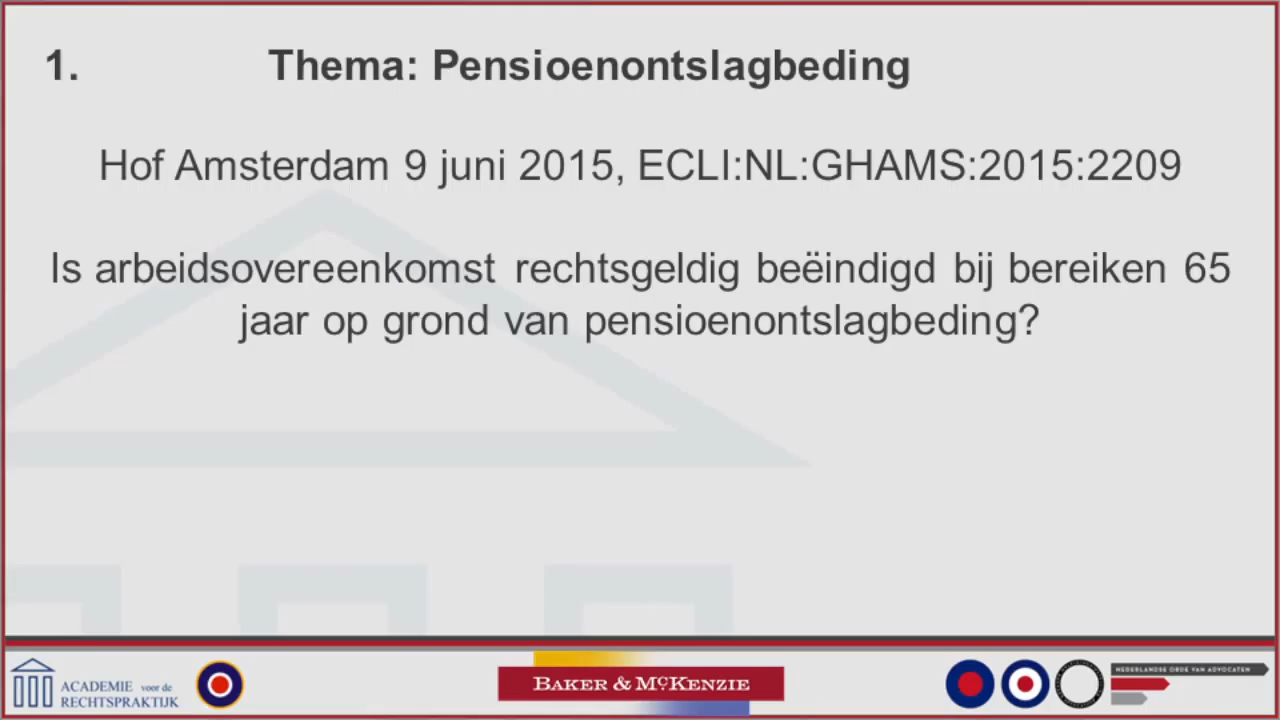 1. Thema: Pensioenontslagbeding
Hof Amsterdam 9 juni 2015, ECLI:NL:GHAMS:2015:2209
Is arbeidsovereenkomst rechtsgeldig beëindigd bij bereiken 65
jaar op grond van pensioenontslagbeding?
ACADEMIE voor de
RECHTSPRAKTIJK
BAKER & MCKENZIE
NEDERLANDSE ORDE VAN ADVOCATEN